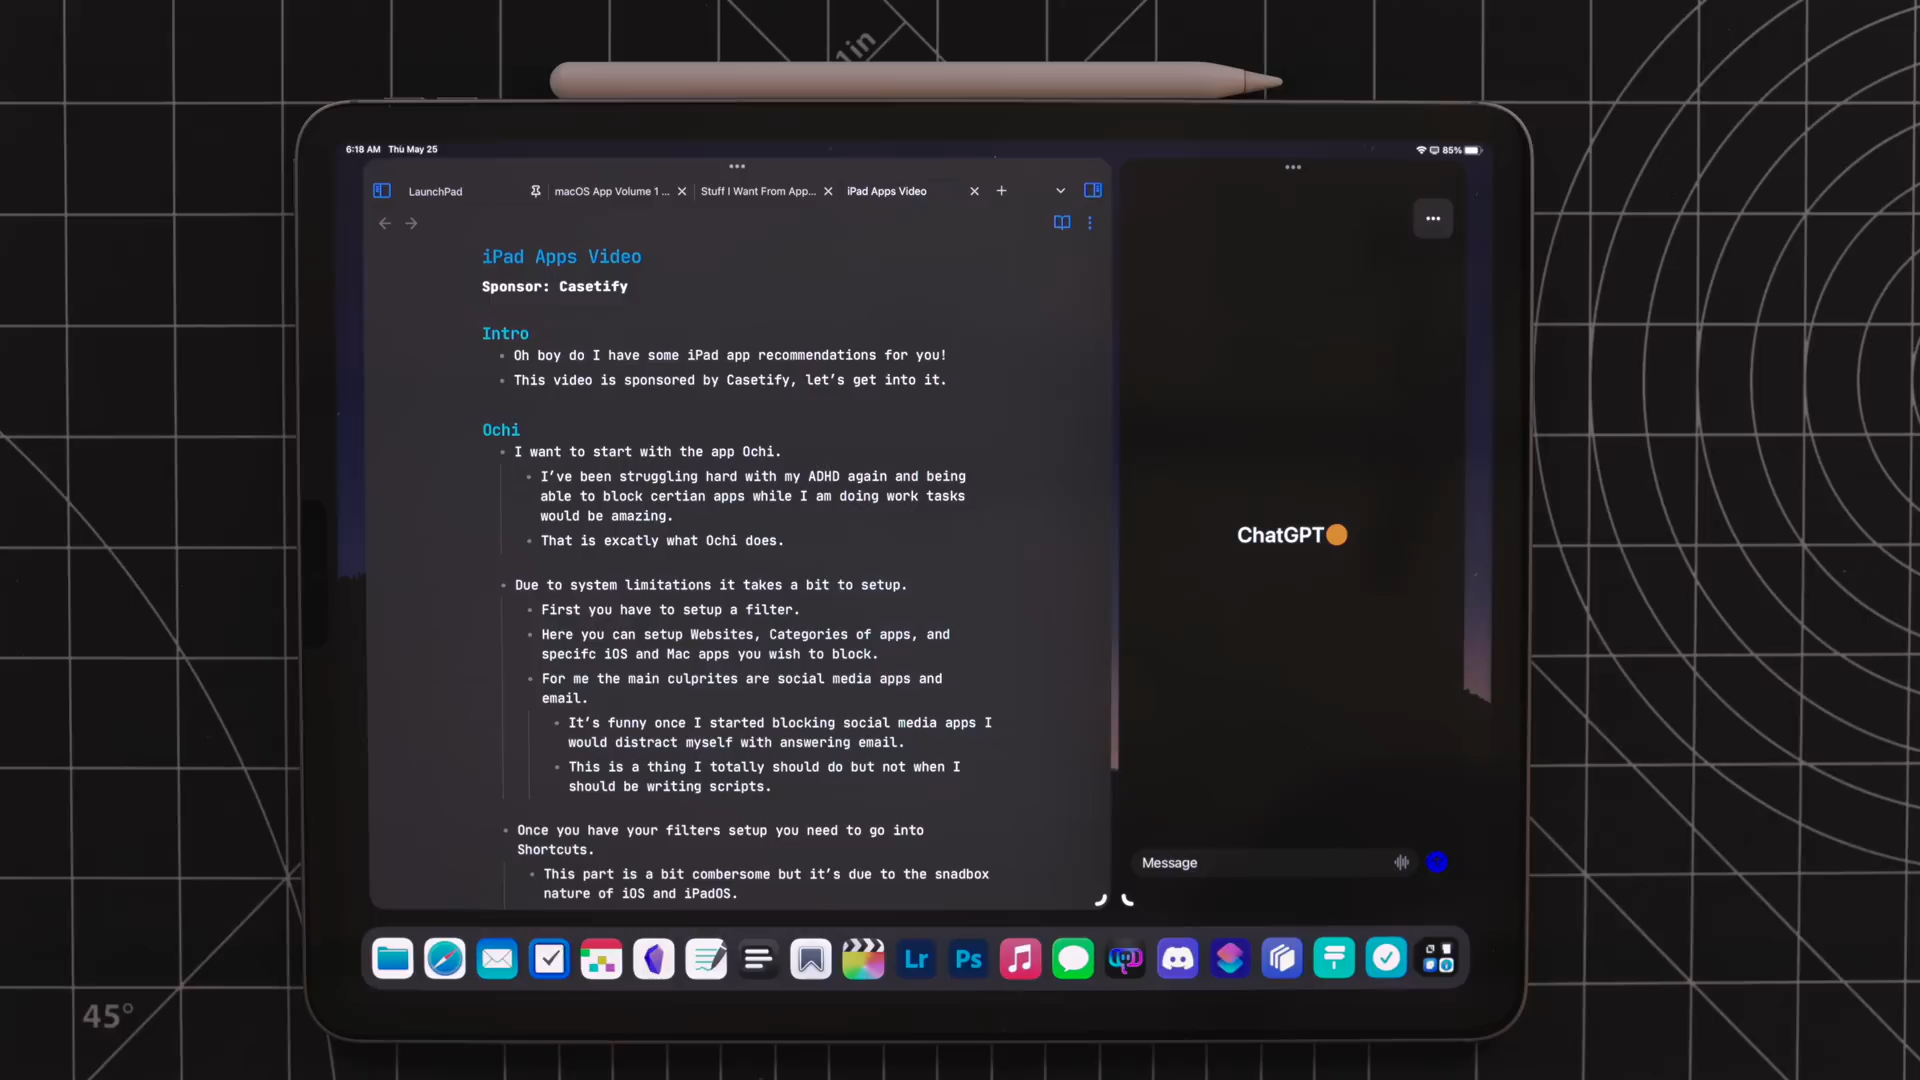 1in
6:18 AM Thu May 25
85%
LaunchPad
macOS App Volume 1 ...
Stuff I Want From App...
iPad Apps Video
iPad Apps Video
Sponsor: Casetify
Intro
Oh boy do I have some iPad app recommendations for you!
This video is sponsored by Casetify, let's get into it.
Ochi
I want to start with the app Ochi.
I've been struggling hard with my ADHD again and being
able to block certian apps while I am doing work tasks
would be amazing.
That is excatly what Ochi does.
Due to system limitations it takes a bit to setup.
First you have to setup a filter.
Here you can setup Websites, Categories of apps, and
specifc iOS and Mac apps you wish to block.
For me the main culprites are social media apps and
email.
It's funny once I started blocking social media apps I
would distract myself with answering email.
This is a thing I totally should do but not when I
should be writing scripts.
Once you have your filters setup you need to go into
Shortcuts.
This part is a bit combersome but it's due to the snadbox
nature of iOS and iPadOS.
ChatGPT
Message
Lr
Ps
45°